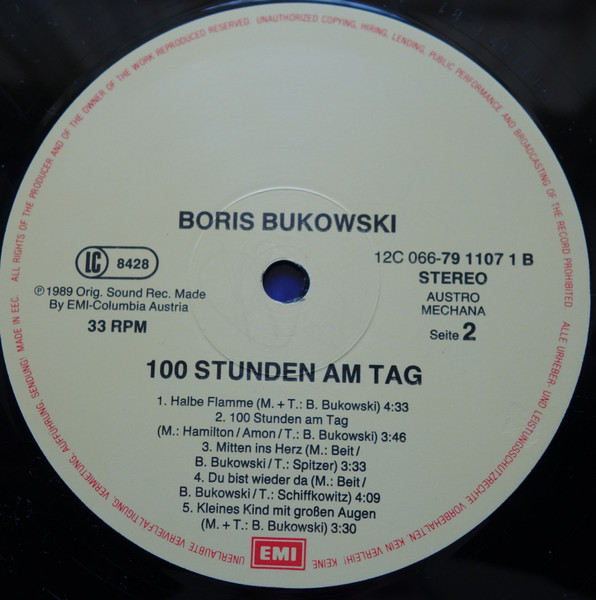 BORIS BUKOWSKI
LC 8428
℗ 1989 Orig. Sound Rec. Made
By EMI-Columbia Austria
33 RPM
12C 066-79 1107 1 B
STEREO
AUSTRO
MECHANA
Seite 2
100 STUNDEN AM TAG
1. Halbe Flamme (M. + T.: B. Bukowski) 4:33
2. 100 Stunden am Tag
(M.: Hamilton / Amon / T.: B. Bukowski) 3:46
3. Mitten ins Herz (M.: Beit /
B. Bukowski / T.: Spitzer) 3:33
4. Du bist wieder da (M.: Beit /
B. Bukowski / T.: Schiffkowitz) 4:09
5. Kleines Kind mit großen Augen
(M. + T.: B. Bukowski) 3:30
EMI
MADE IN EEC. ALL RIGHTS OF THE PRODUCER AND OF THE OWNER OF THE WORK REPRODUCED RESERVED. UNAUTHORIZED COPYING, HIRING, LENDING, PUBLIC PERFORMANCE AND BROADCASTING OF THE RECORD PROHIBITED. ALLE URHEBER- UND LEISTUNGSSCHUTZRECHTE VORBEHALTEN. KEIN VERLEIH! KEINE UNERLAUBTE VERVIELFÄLTIGUNG, VERMIETUNG, AUFFÜHRUNG, SENDUNG!